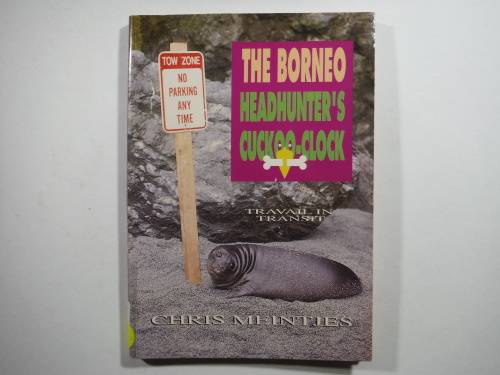 TOW ZONE
NO
PARKING
ANY
TIME
THE BORNEO
HEADHUNTER'S
CUCKOO-CLOCK
TRAVAIL IN
TRANSIT
CHRIS MEINTJES